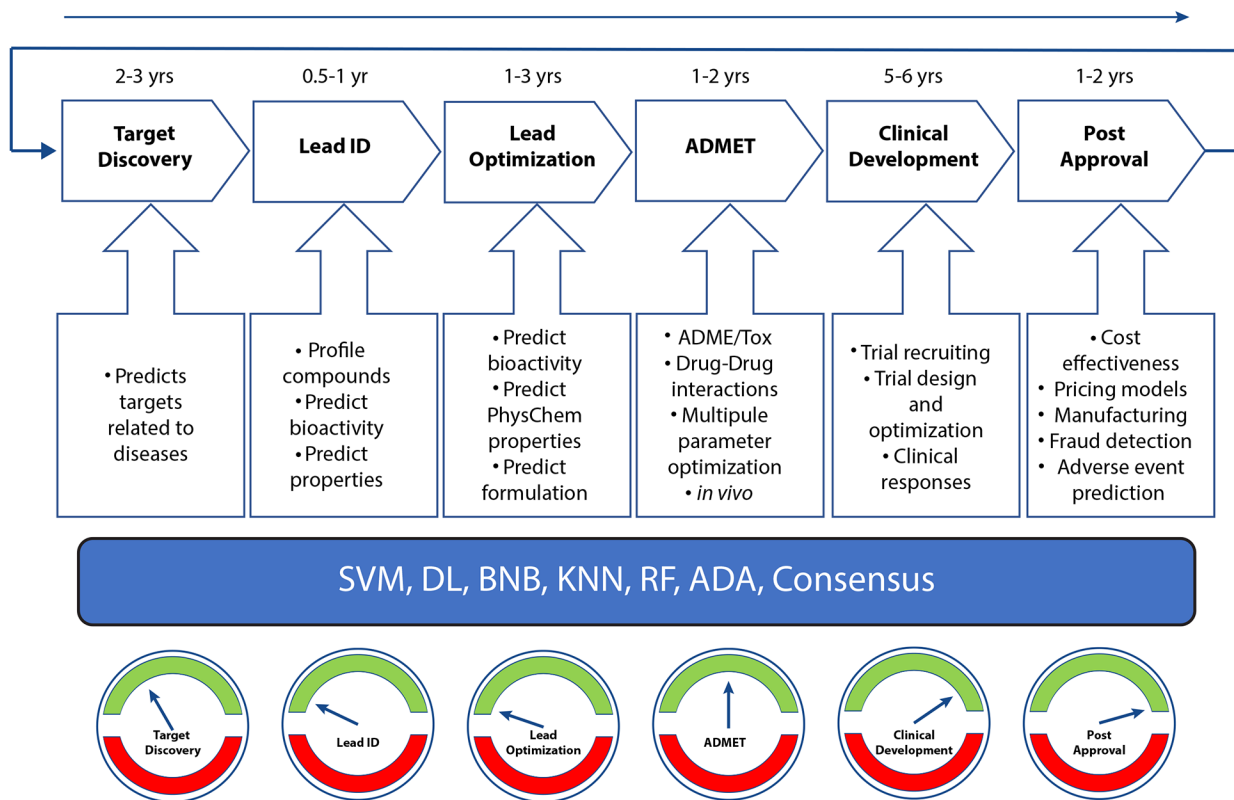 2-3 yrs
0.5-1 yr
1-3 yrs
1-2 yrs
5-6 yrs
1-2 yrs
Target
Discovery
Lead ID
Lead
Optimization
ADMET
Clinical
Development
Post
Approval
• Predicts
targets
related to
diseases
• Profile
compounds
• Predict
bioactivity
• Predict
properties
• Predict
bioactivity
• Predict
PhysChem
properties
• Predict
formulation
• ADME/Tox
• Drug-Drug
interactions
• Multipule
parameter
optimization
• in vivo
• Trial recruiting
• Trial design
and
optimization
• Clinical
responses
• Cost
effectiveness
• Pricing models
• Manufacturing
• Fraud detection
• Adverse event
prediction
SVM, DL, BNB, KNN, RF, ADA, Consensus
Target
Discovery
Lead ID
Lead
Optimization
ADMET
Clinical
Development
Post
Approval